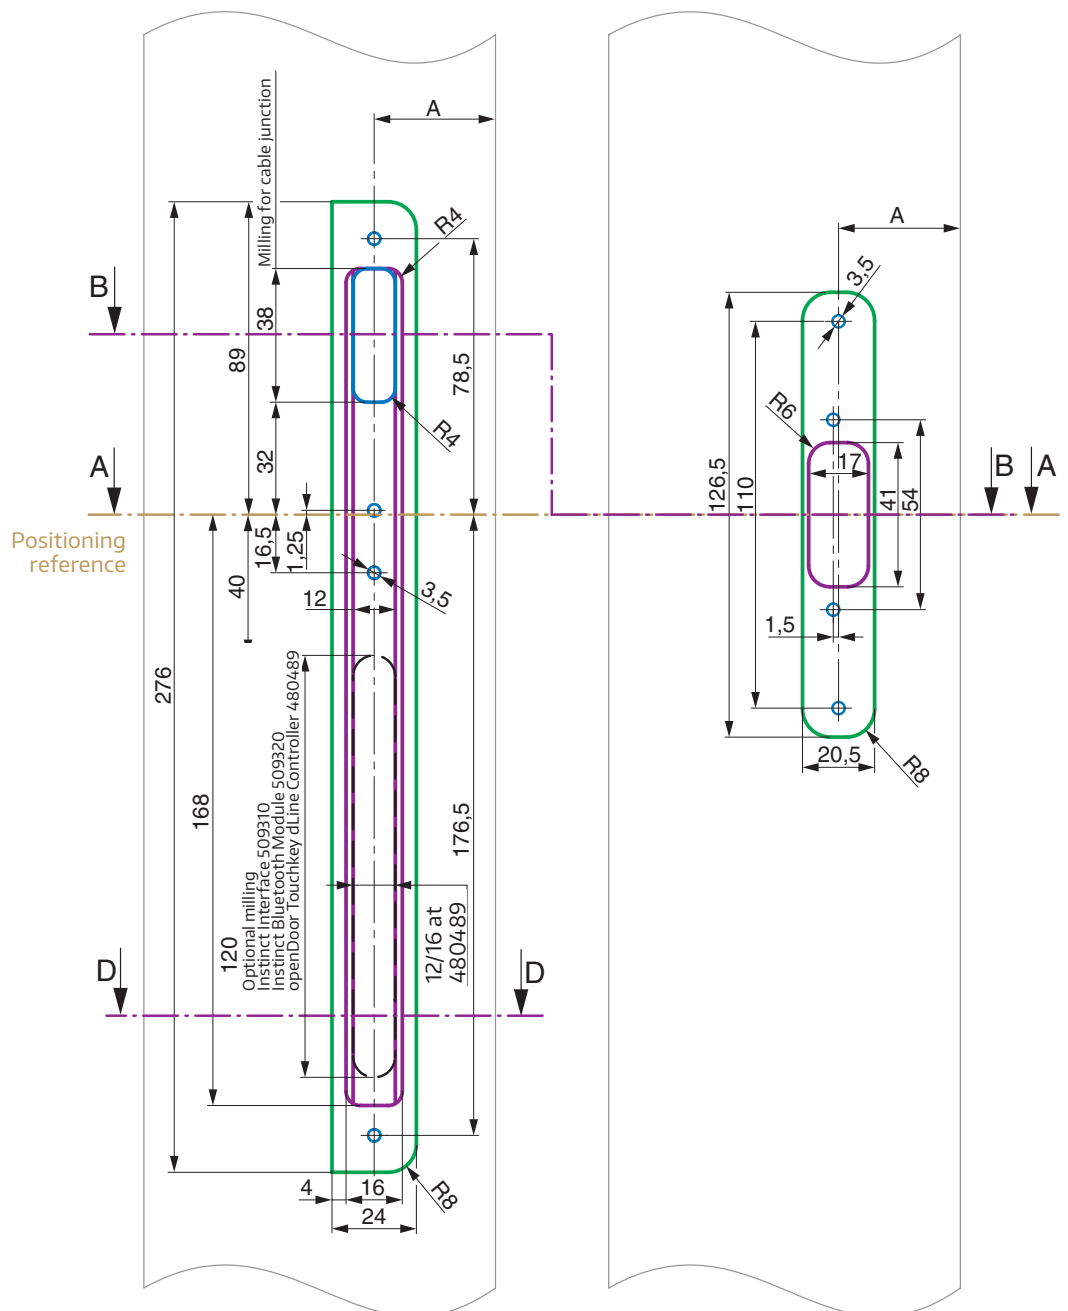 A
Milling for cable junction
R4
A
3,5
B
38
89
78,5
R6
R4
17
32
126,5
110
41
54
A
B
A
Positioning
reference
16,5
1,25
40
12
3,5
1,5
276
20,5
R8
168
176,5
120
Optional milling
Instinct Interface 509310
Instinct Bluetooth Module 509320
openDoor Touchkey dLine Controller 480489
12/16 at
480489
D
D
4
16
R8
24